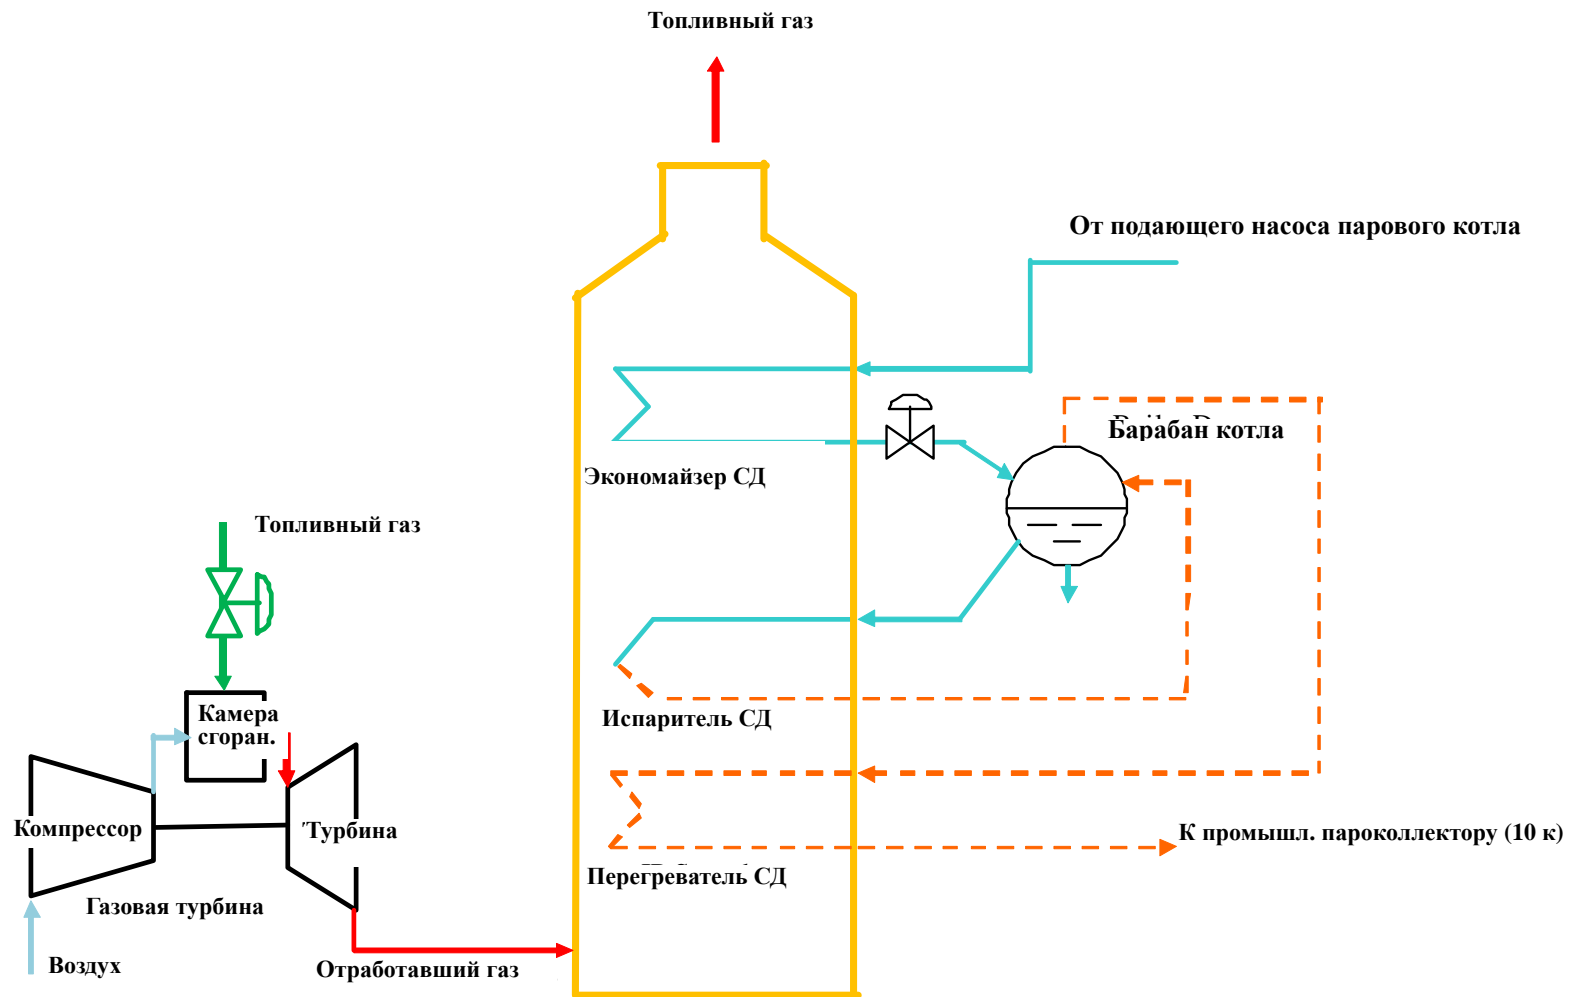 Топливный газ
От подающего насоса парового котла
Барабан котла
Экономайзер СД
Топливный газ
Камера
сгоран.
Испаритель СД
Компрессор
Турбина
К промышл. пароколлектору (10 к)
Перегреватель СД
Газовая турбина
Воздух
Отработавший газ